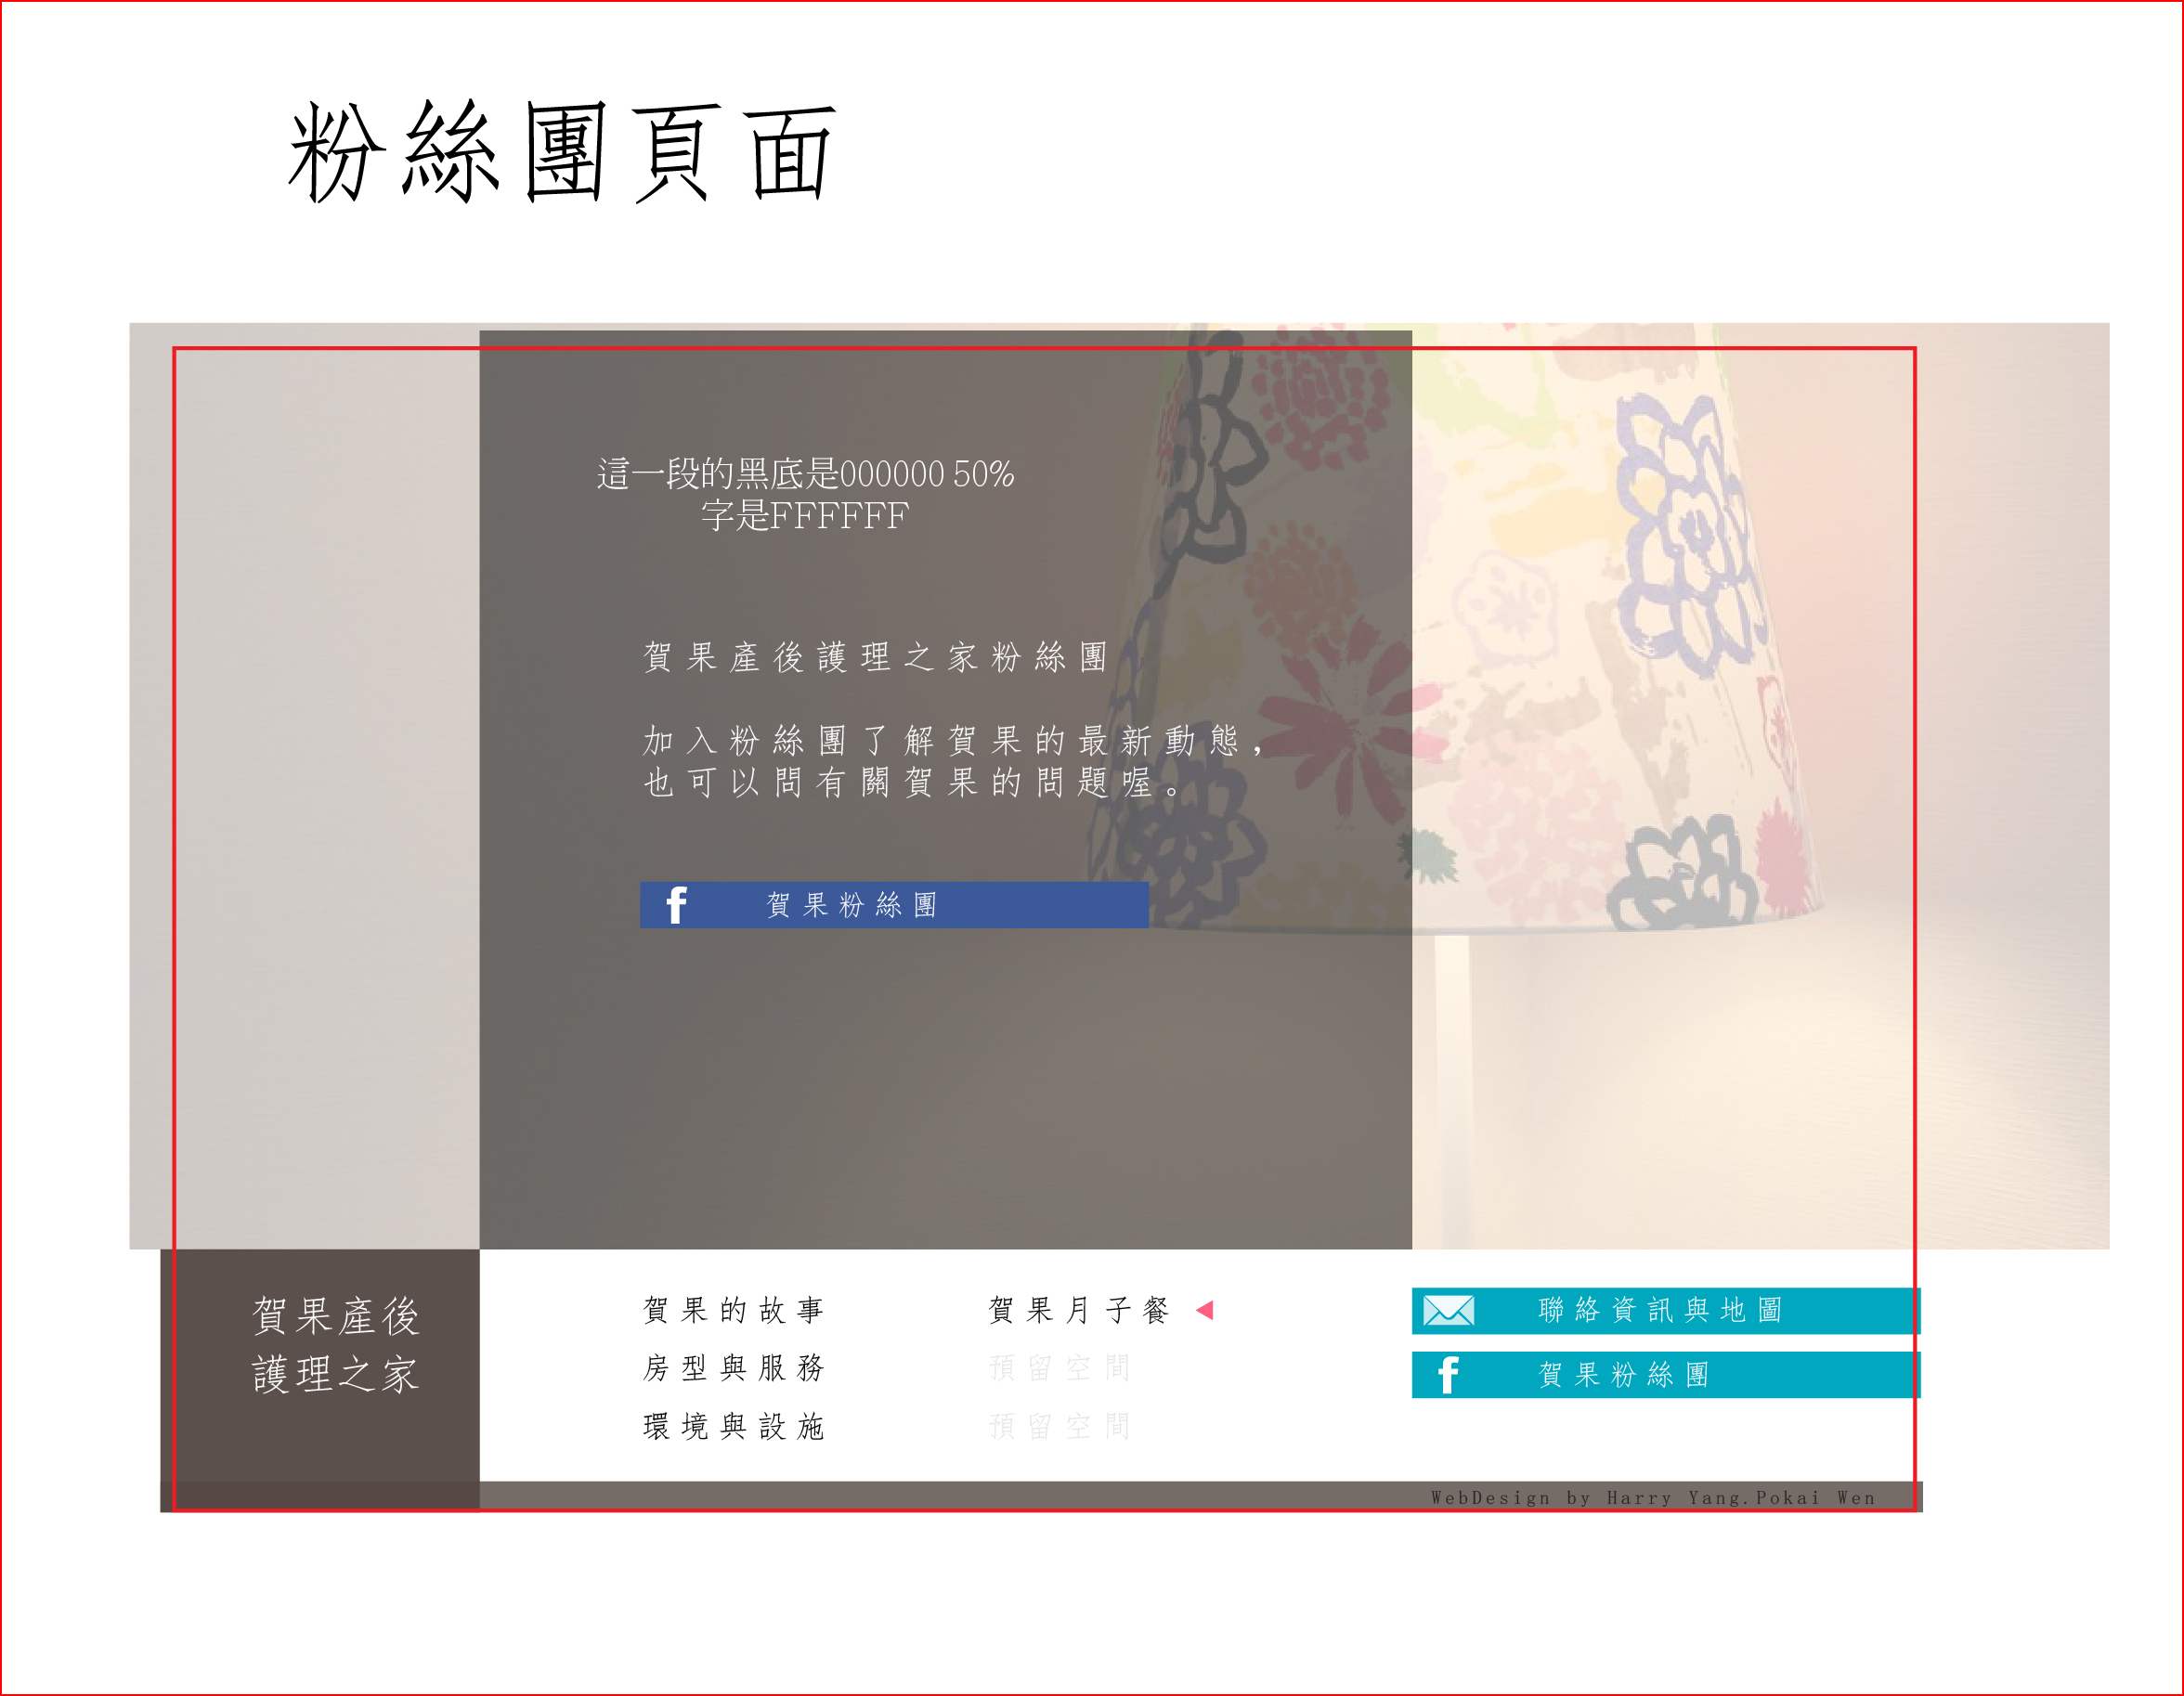 粉絲團頁面
這一段的黑底是000000 50%
字是FFFFFF
賀果產後護理之家粉絲團
加入粉絲團了解賀果的最新動態，
也可以問有關賀果的問題喔。
賀果粉絲團
賀果產後
護理之家
賀果的故事
房型與服務
環境與設施
賀果月子餐
預留空間
預留空間
聯絡資訊與地圖
賀果粉絲團
WebDesign by Harry Yang.Pokai Wen